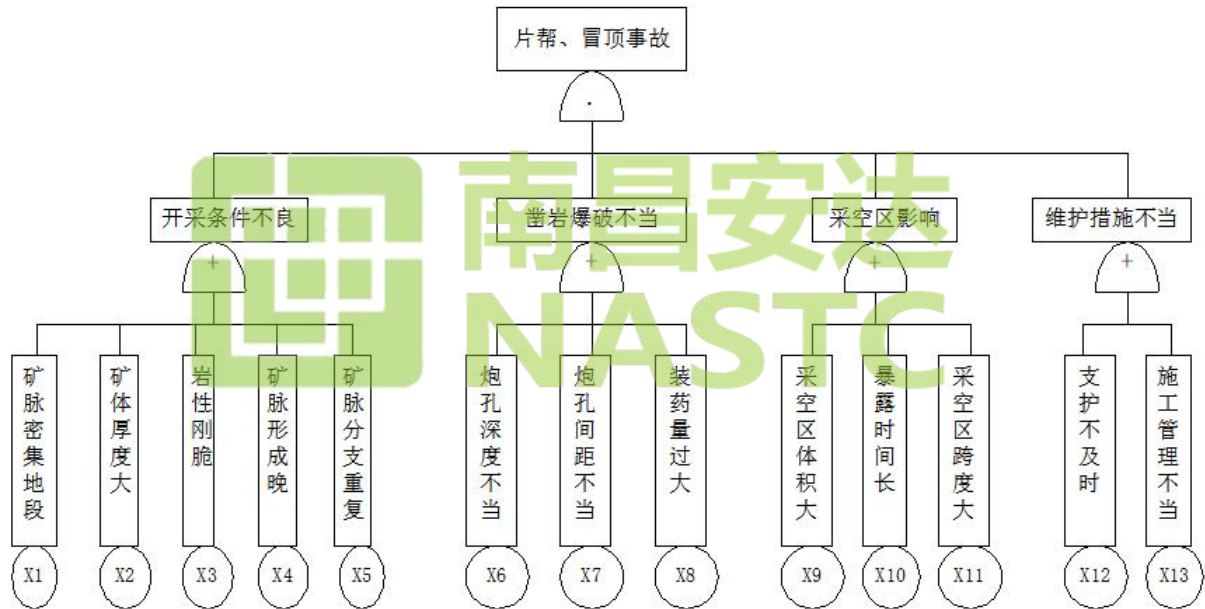 片帮、冒顶事故
.
南昌安达
NASTC
开采条件不良
凿岩爆破不当
采空区影响
维护措施不当
+
+
+
+
矿脉密集地段
矿体厚度大
岩性刚脆
矿脉形成晚
矿脉分支重复
炮孔深度不当
炮孔间距不当
装药量过大
采空区体积大
暴露时间长
采空区跨度大
支护不及时
施工管理不当
X1
X2
X3
X4
X5
X6
X7
X8
X9
X10
X11
X12
X13